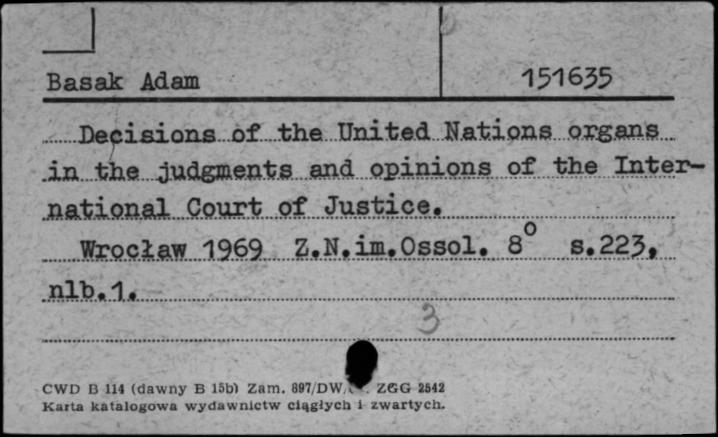 Basak Adam 151635
Decisions of the United Nations organs
in the judgments and opinions of the Inter-
national Court of Justice.
Wrocław 1969 Z.N.im.Ossol. 8° s.223,
nlb.1.
3
CWD B 114 (dawny B 15b) Zam. 897/DW/ ZGG 2542
Karta katalogowa wydawnictw ciągłych i zwartych.